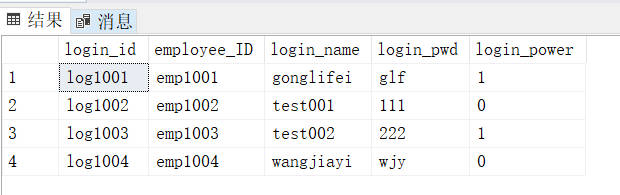 结果 消息
login_id employee_ID login_name login_pwd login_power
1 log1001 emp1001 gonglifei glf 1
2 log1002 emp1002 test001 111 0
3 log1003 emp1003 test002 222 1
4 log1004 emp1004 wangjiayi wjy 0